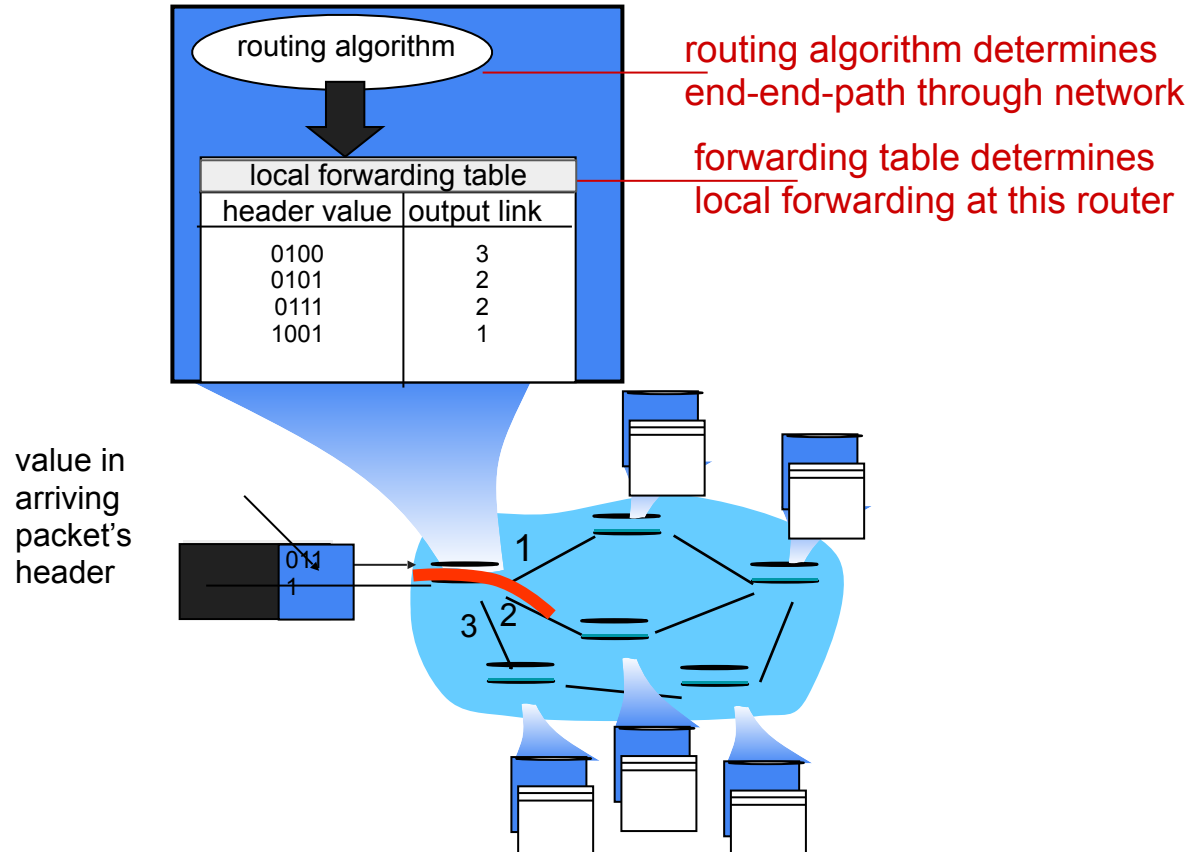 routing algorithm
routing algorithm determines
end-end-path through network
local forwarding table
forwarding table determines
local forwarding at this router
header value output link
0100 3
0101 2
0111 2
1001 1
value in
arriving
packet’s
header
011
1
1
2
3